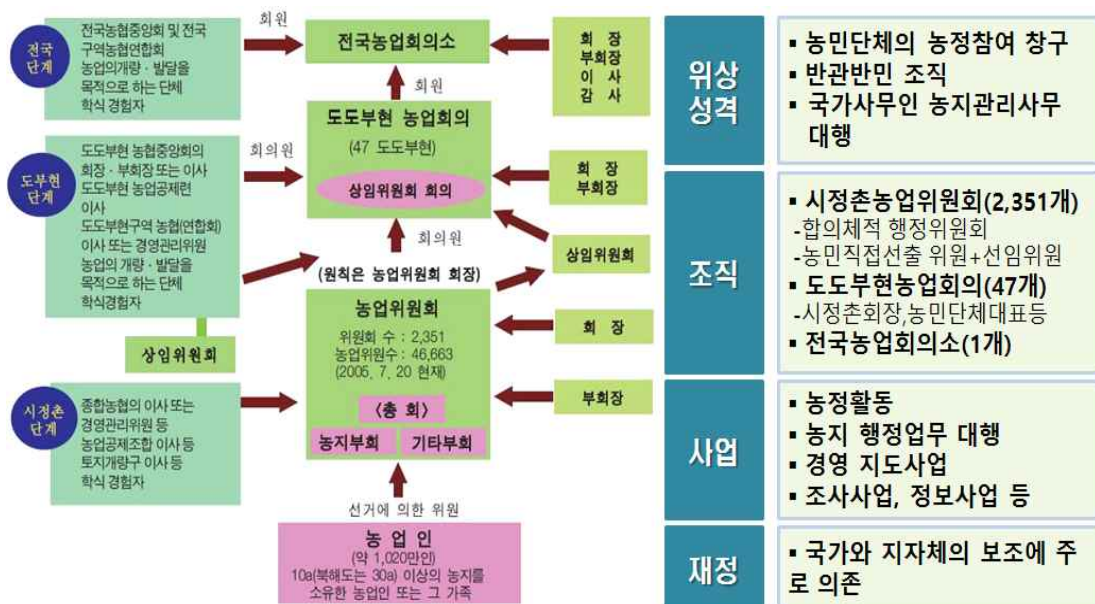 전국
단계
전국농협중앙회 및 전국
구역농협연합회
농업의개량 · 발달을
목적으로 하는 단체
학식 경험자
회원
전국농업회의소
회 장
부회장
이 사
감 사
회원
도부현
단계
도도부현 농협중앙회의
회장 · 부회장 또는 이사
도도부현 농업공제련
이사
도도부현구역 농협(연합회)
이사 또는 경영관리위원
농업의 개량 · 발달을
목적으로 하는 단체
학식경험자
상임위원회
회의원
도도부현 농업회의
(47 도도부현)
상임위원회 회의
회 장
부회장
회의원
(원칙은 농업위원회 회장)
상임위원회
시정촌
단계
종합농협의 이사 또는
경영관리위원 등
농업공제조합 이사 등
토지개량구 이사 등
학식 경험자
농업위원회
위원회 수 : 2,351
농업위원수 : 46,663
(2005. 7. 20 현재)
〈총 회〉
농지부회
기타부회
회 장
부회장
선거에 의한 위원
농 업 인
(약 1,020만인)
10a(북해도는 30a) 이상의 농지를
소유한 농업인 또는 그 가족
위상
성격
▪ 농민단체의 농정참여 창구
▪ 반관반민 조직
▪ 국가사무인 농지관리사무
대행
조직
▪ 시정촌농업위원회(2,351개)
-합의체적 행정위원회
-농민직접선출 위원+선임위원
▪ 도도부현농업회의(47개)
-시정촌회장,농민단체대표등
▪ 전국농업회의소(1개)
사업
▪ 농정활동
▪ 농지 행정업무 대행
▪ 경영 지도사업
▪ 조사사업, 정보사업 등
재정
▪ 국가와 지자체의 보조에 주
로 의존